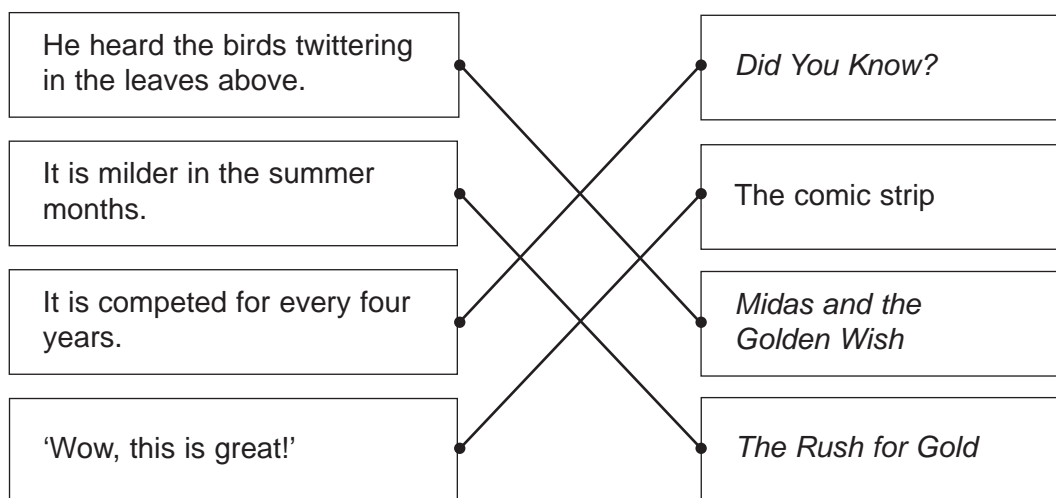 He heard the birds twittering
in the leaves above.
It is milder in the summer
months.
It is competed for every four
years.
‘Wow, this is great!’
Did You Know?
The comic strip
Midas and the
Golden Wish
The Rush for Gold